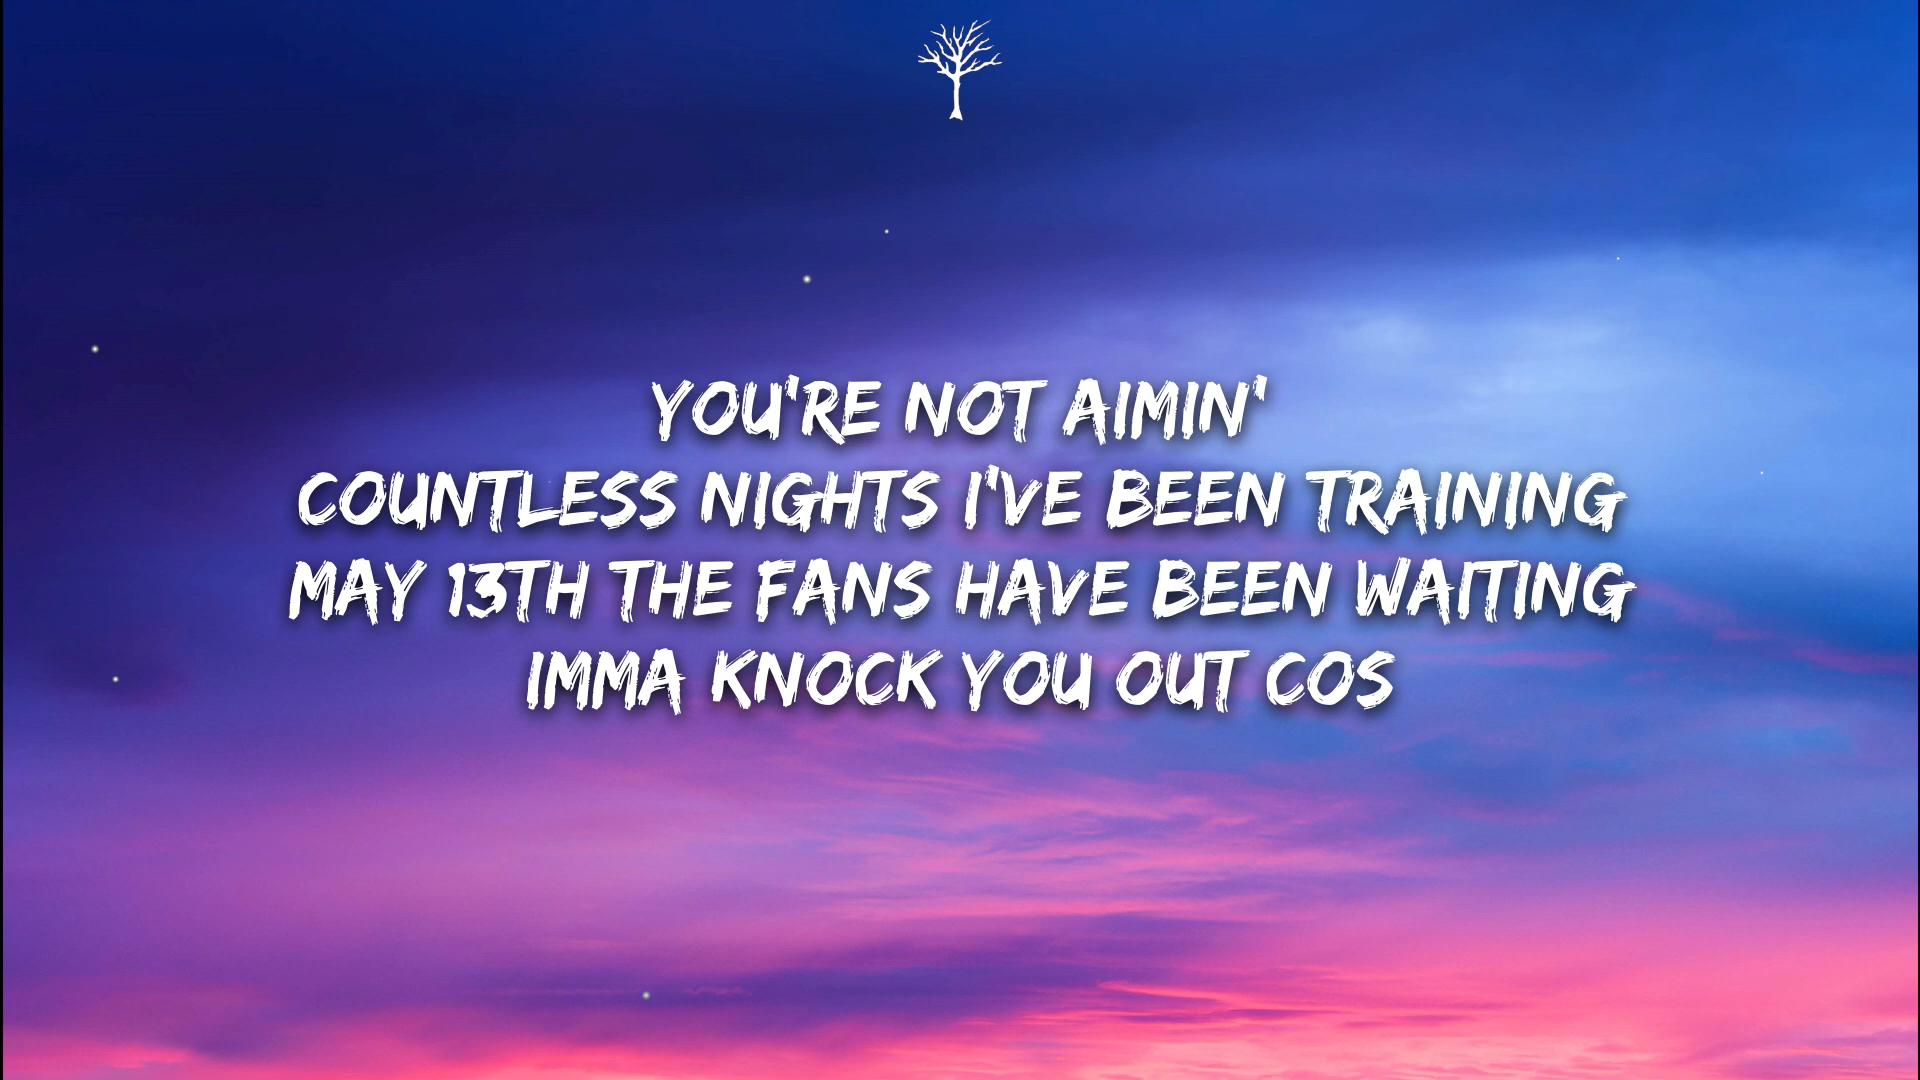 YOU'RE NOT AIMIN'
COUNTLESS NIGHTS I'VE BEEN TRAINING
MAY 13TH THE FANS HAVE BEEN WAITING
IMMA KNOCK YOU OUT COS